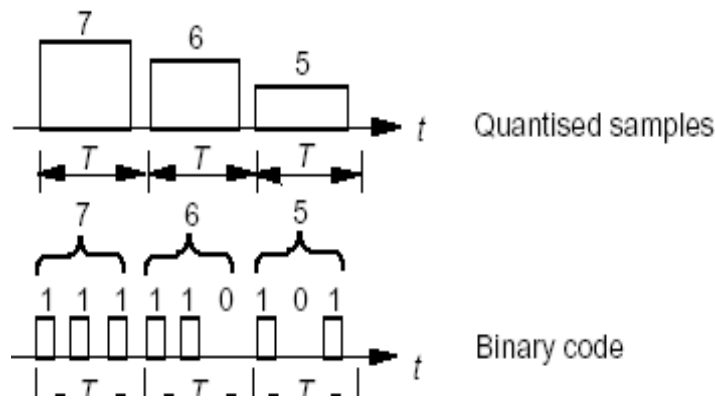 7
6
5
t
Quantised samples
T T T
7 6 5
1 1 1 1 1 0 1 0 1
t
Binary code
T T T